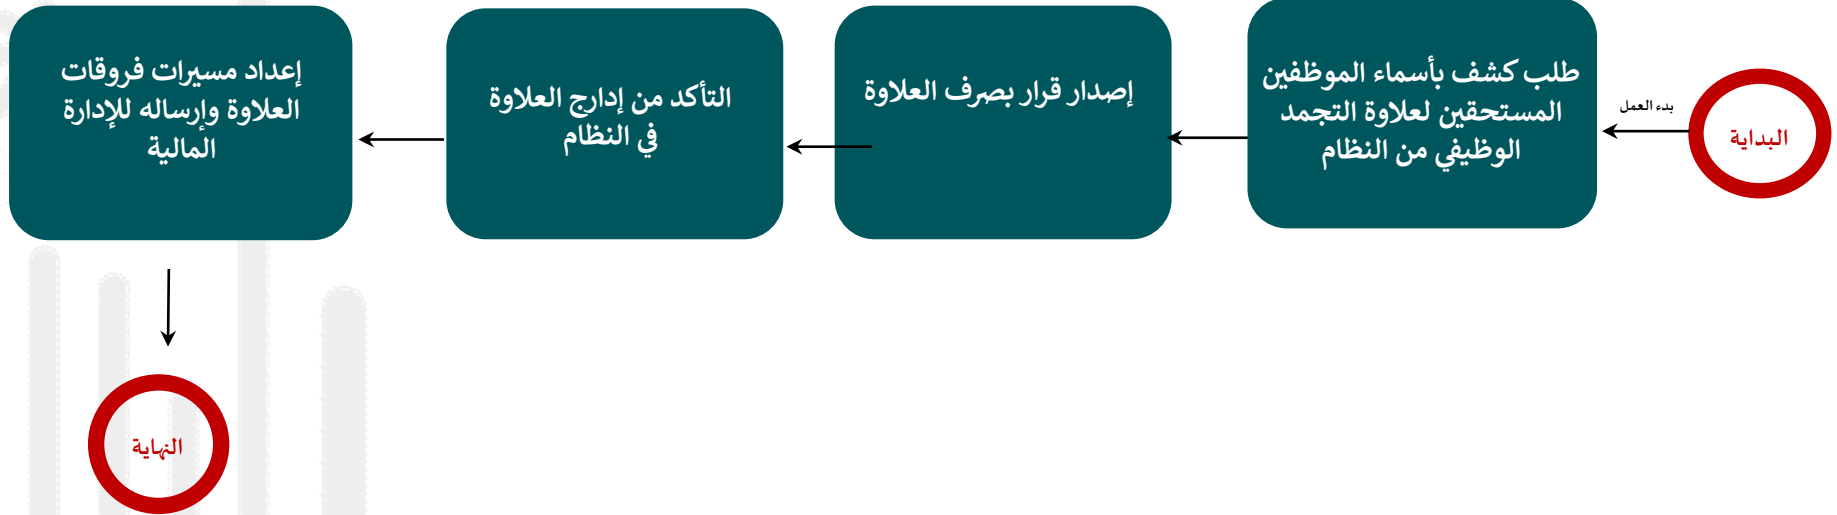 البداية
بدء العمل
طلب كشف بأسماء الموظفين
المستحقين لعلاوة التجمد
الوظيفي من النظام
إصدار قرار بصرف العلاوة
التأكد من إدارج العلاوة
في النظام
إعداد مسيرات فروقات
العلاوة وإرساله للإدارة
المالية
النهاية